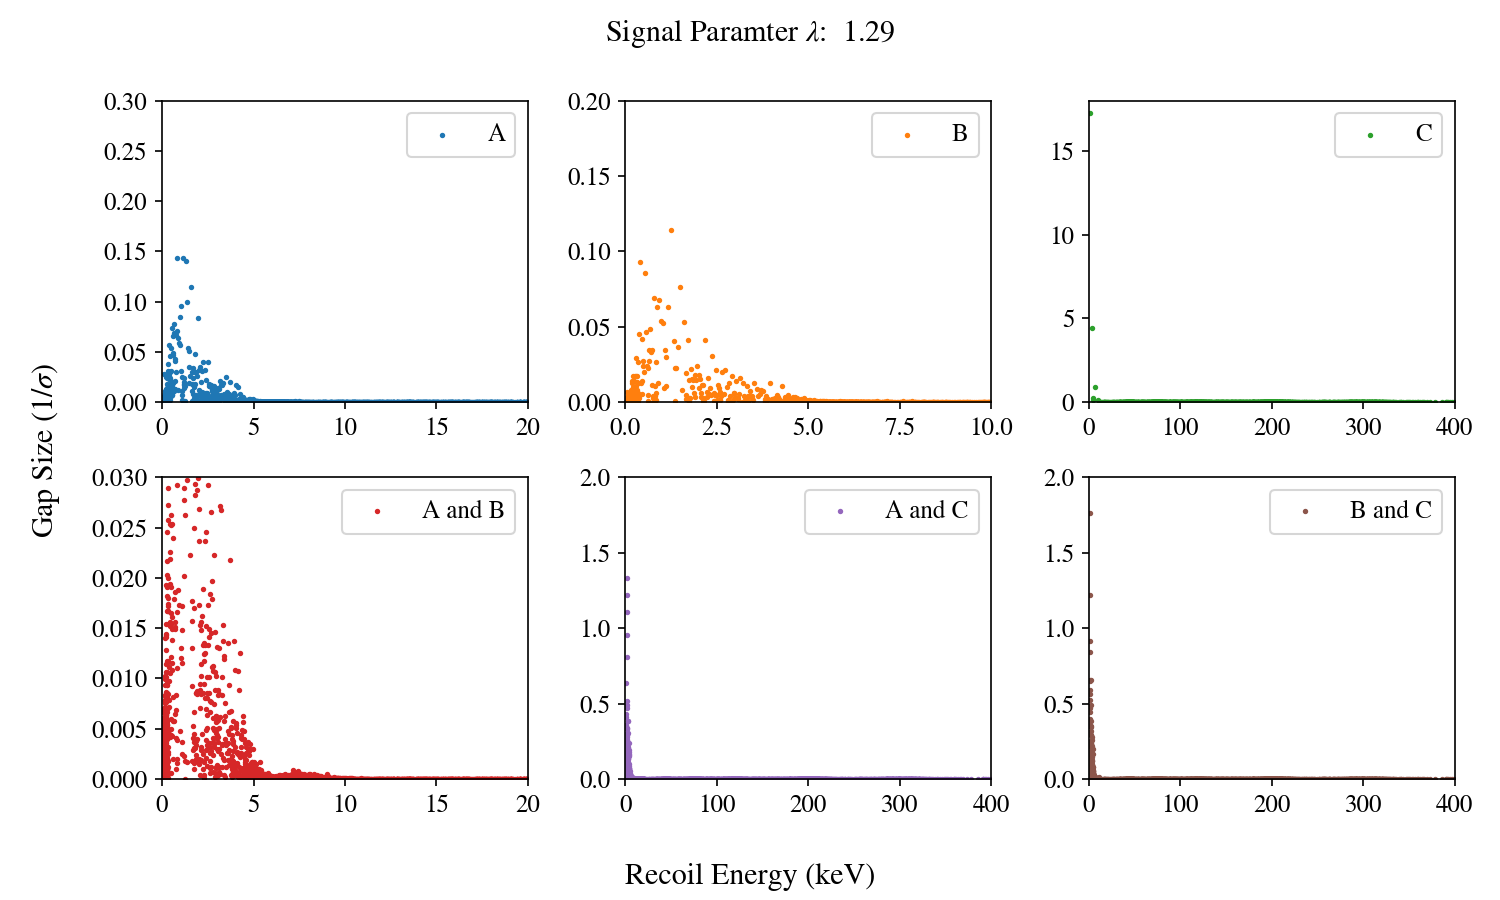 Signal Paramter λ: 1.29
0.30
0.25
0.20
0.15
0.10
0.05
0.00
0 5 10 15 20
A
0.20
0.15
0.10
0.05
0.00
0.0 2.5 5.0 7.5 10.0
B
15
10
5
0
0 100 200 300 400
C
Gap Size (1/σ)
0.030
0.025
0.020
0.015
0.010
0.005
0.000
0 5 10 15 20
A and B
2.0
1.5
1.0
0.5
0.0
0 100 200 300 400
A and C
2.0
1.5
1.0
0.5
0.0
0 100 200 300 400
B and C
Recoil Energy (keV)